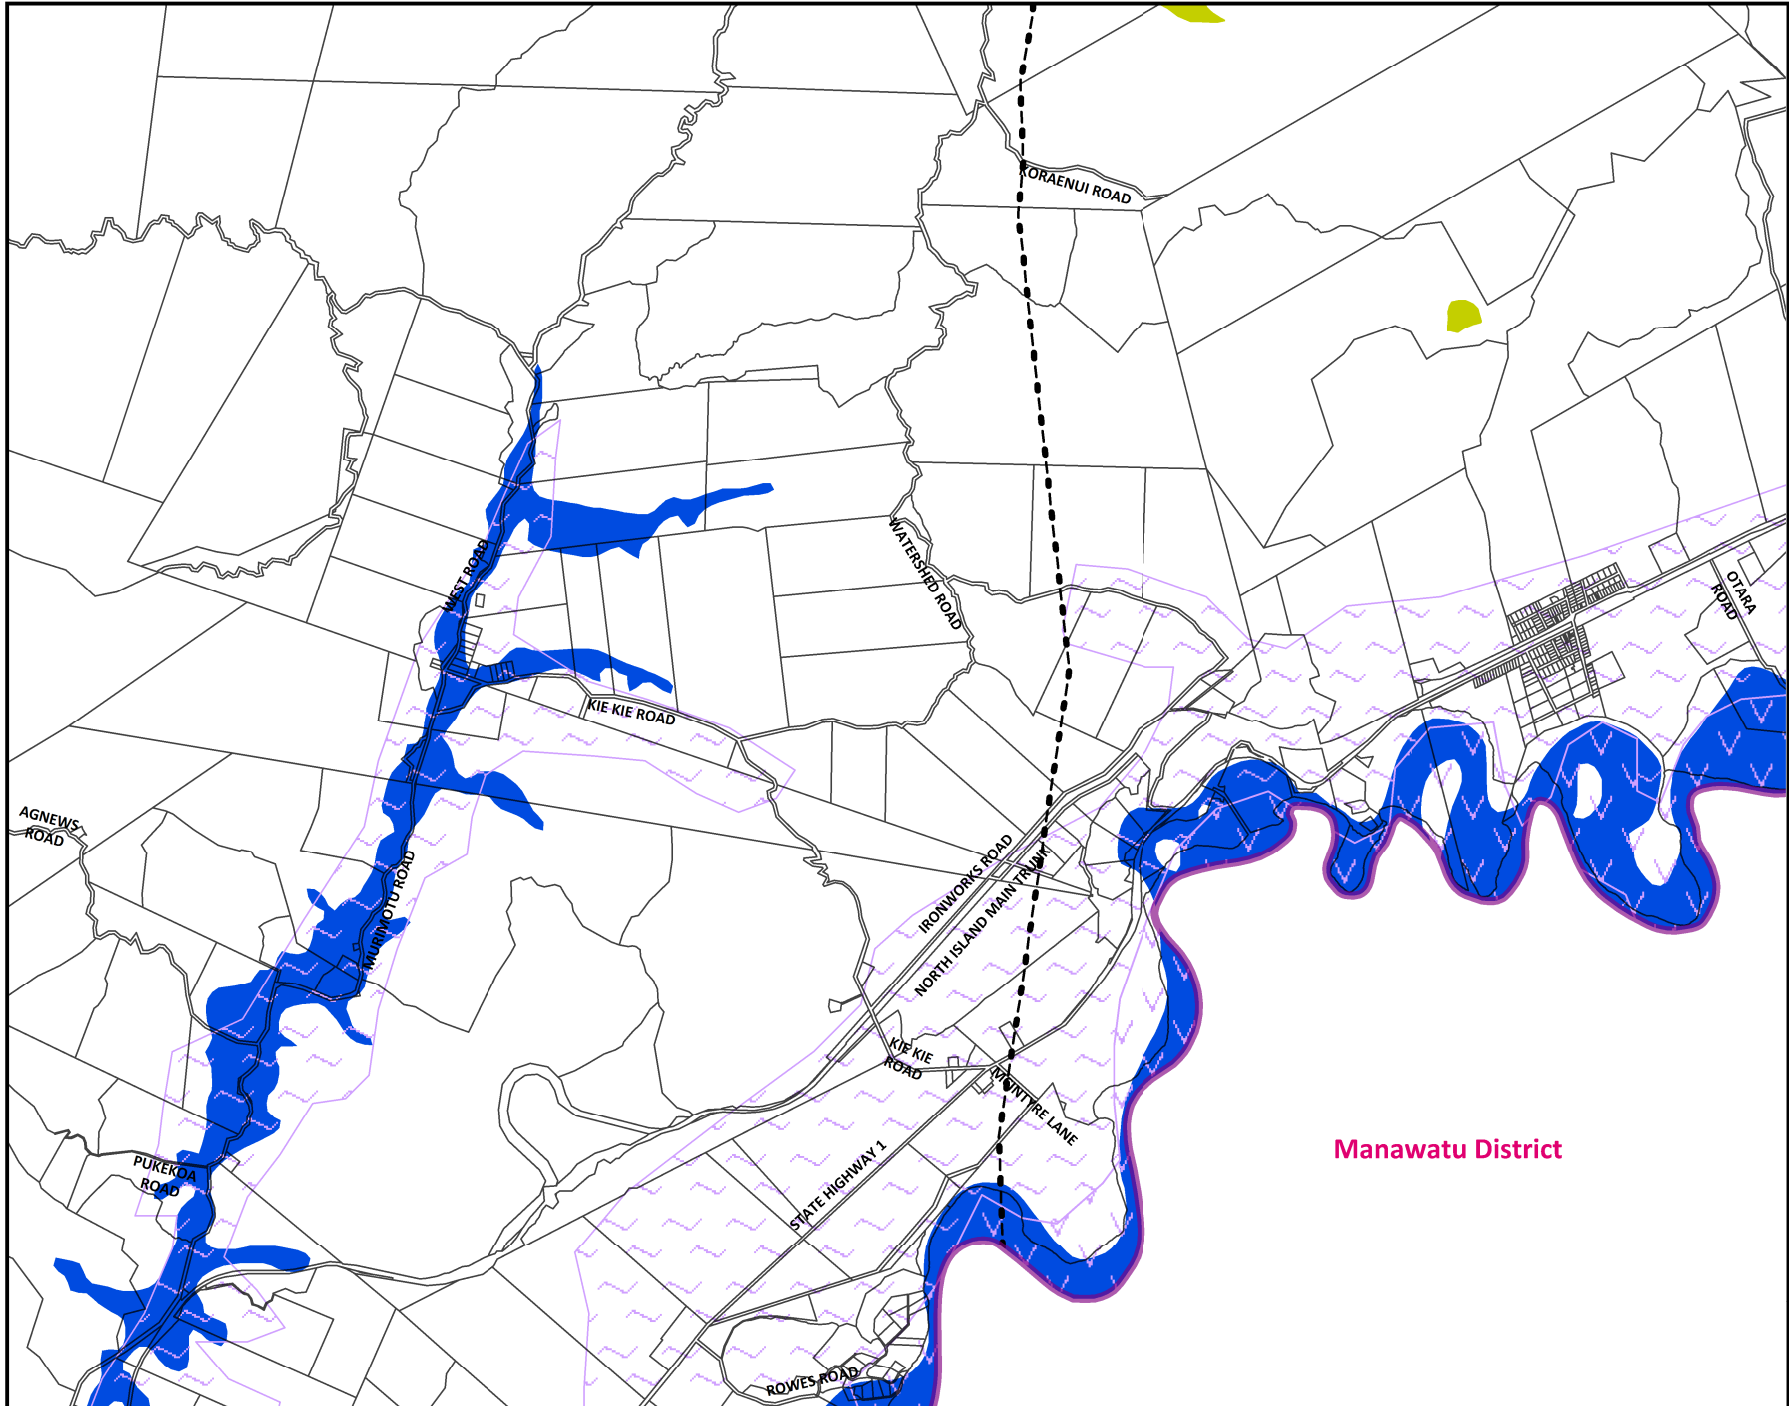 KORAENUI ROAD
WATERSHED ROAD
WEST ROAD
OTARA
ROAD
KIE KIE ROAD
AGNEWS
ROAD
IRONWORKS ROAD
NORTH ISLAND MAIN TRUNK
MURIMOTU ROAD
KIE KIE
ROAD
MCINTYRE LANE
Manawatu District
PUKEKOA
ROAD
STATE HIGHWAY 1
ROWES ROAD